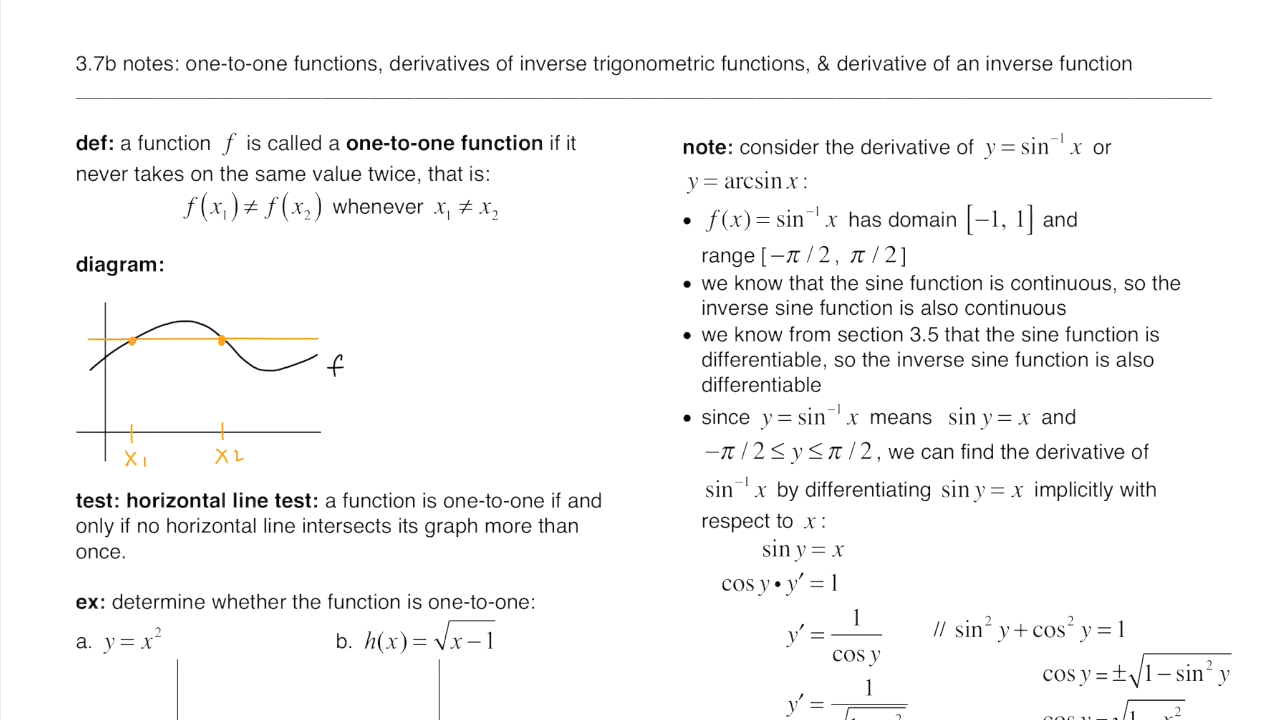 3.7b notes: one-to-one functions, derivatives of inverse trigonometric functions, & derivative of an inverse function
def: a function f is called a one-to-one function if it
never takes on the same value twice, that is:
f(x₁) ≠ f(x₂) whenever x₁ ≠ x₂
diagram:
f
x₁ x₂
test: horizontal line test: a function is one-to-one if and
only if no horizontal line intersects its graph more than
once.
ex: determine whether the function is one-to-one:
a. y = x² b. h(x) = √(x − 1)
note: consider the derivative of y = sin⁻¹ x or
y = arcsin x :
• f(x) = sin⁻¹ x has domain [−1, 1] and
range [−π / 2, π / 2]
• we know that the sine function is continuous, so the
inverse sine function is also continuous
• we know from section 3.5 that the sine function is
differentiable, so the inverse sine function is also
differentiable
• since y = sin⁻¹ x means sin y = x and
−π / 2 ≤ y ≤ π / 2, we can find the derivative of
sin⁻¹ x by differentiating sin y = x implicitly with
respect to x :
sin y = x
cos y • y′ = 1
y′ = 1 / cos y // sin² y + cos² y = 1
cos y = ±√(1 − sin² y)
y′ = 1